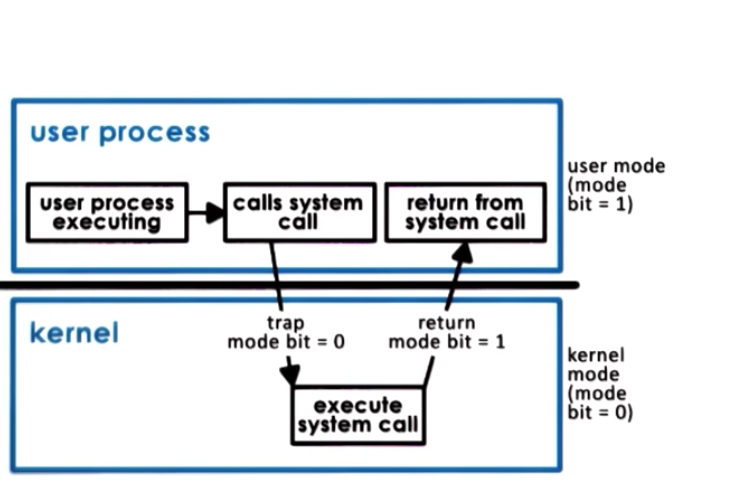 user process
user process
executing
calls system
call
return from
system call
user mode
(mode
bit = 1)
kernel
trap
mode bit = 0
return
mode bit = 1
execute
system call
kernel
mode
(mode
bit = 0)